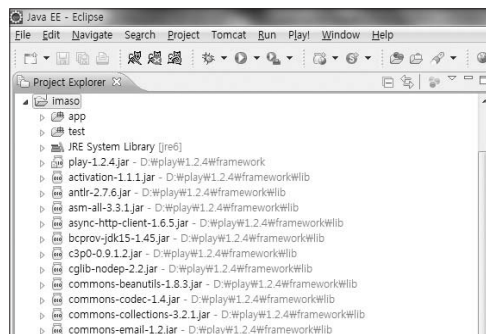 Java EE - Eclipse
File Edit Navigate Search Project Tomcat Run Play! Window Help
Project Explorer
imaso
app
test
JRE System Library [jre6]
play-1.2.4.jar - D:₩play₩1.2.4₩framework
activation-1.1.1.jar - D:₩play₩1.2.4₩framework₩lib
antlr-2.7.6.jar - D:₩play₩1.2.4₩framework₩lib
asm-all-3.3.1.jar - D:₩play₩1.2.4₩framework₩lib
async-http-client-1.6.5.jar - D:₩play₩1.2.4₩framework₩lib
bcprov-jdk15-1.45.jar - D:₩play₩1.2.4₩framework₩lib
c3p0-0.9.1.2.jar - D:₩play₩1.2.4₩framework₩lib
cglib-nodep-2.2.jar - D:₩play₩1.2.4₩framework₩lib
commons-beanutils-1.8.3.jar - D:₩play₩1.2.4₩framework₩lib
commons-codec-1.4.jar - D:₩play₩1.2.4₩framework₩lib
commons-collections-3.2.1.jar - D:₩play₩1.2.4₩framework₩lib
commons-email-1.2.jar - D:₩play₩1.2.4₩framework₩lib